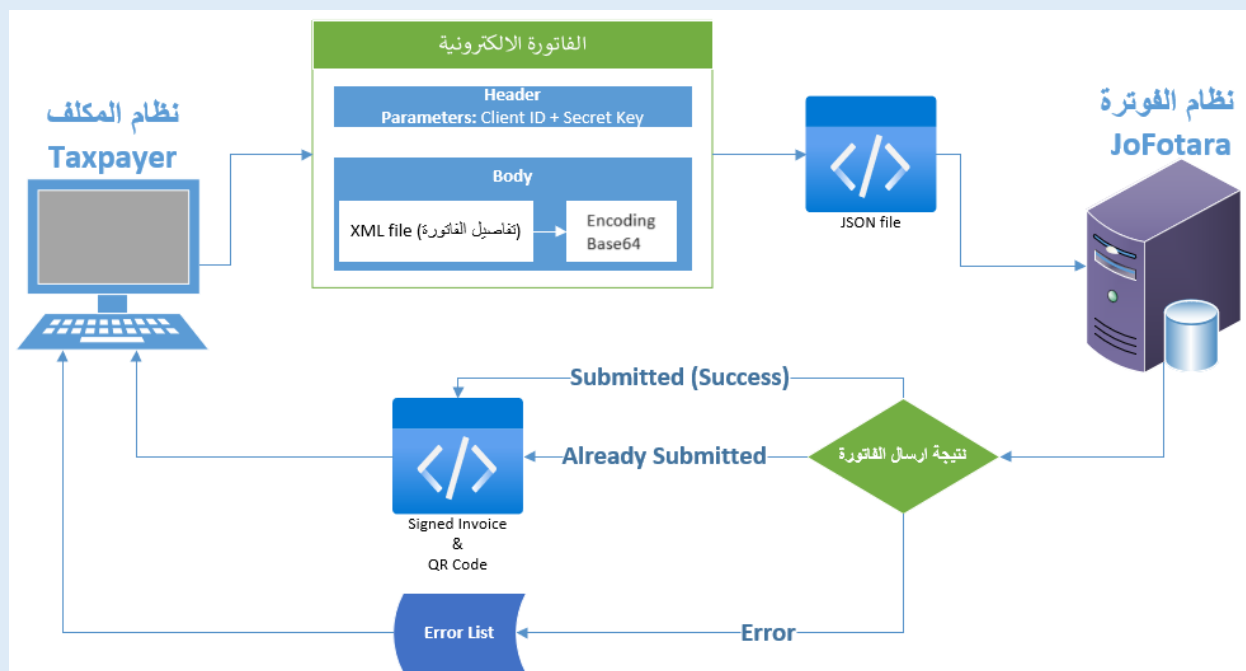 الفاتورة الالكترونية
Header
Parameters: Client ID + Secret Key
Body
XML file (تفاصيل الفاتورة)
Encoding
Base64
نظام المكلف
Taxpayer
JSON file
نظام الفوترة
JoFotara
Submitted (Success)
Already Submitted
نتيجة ارسال الفاتورة
Signed Invoice
&
QR Code
Error List
Error